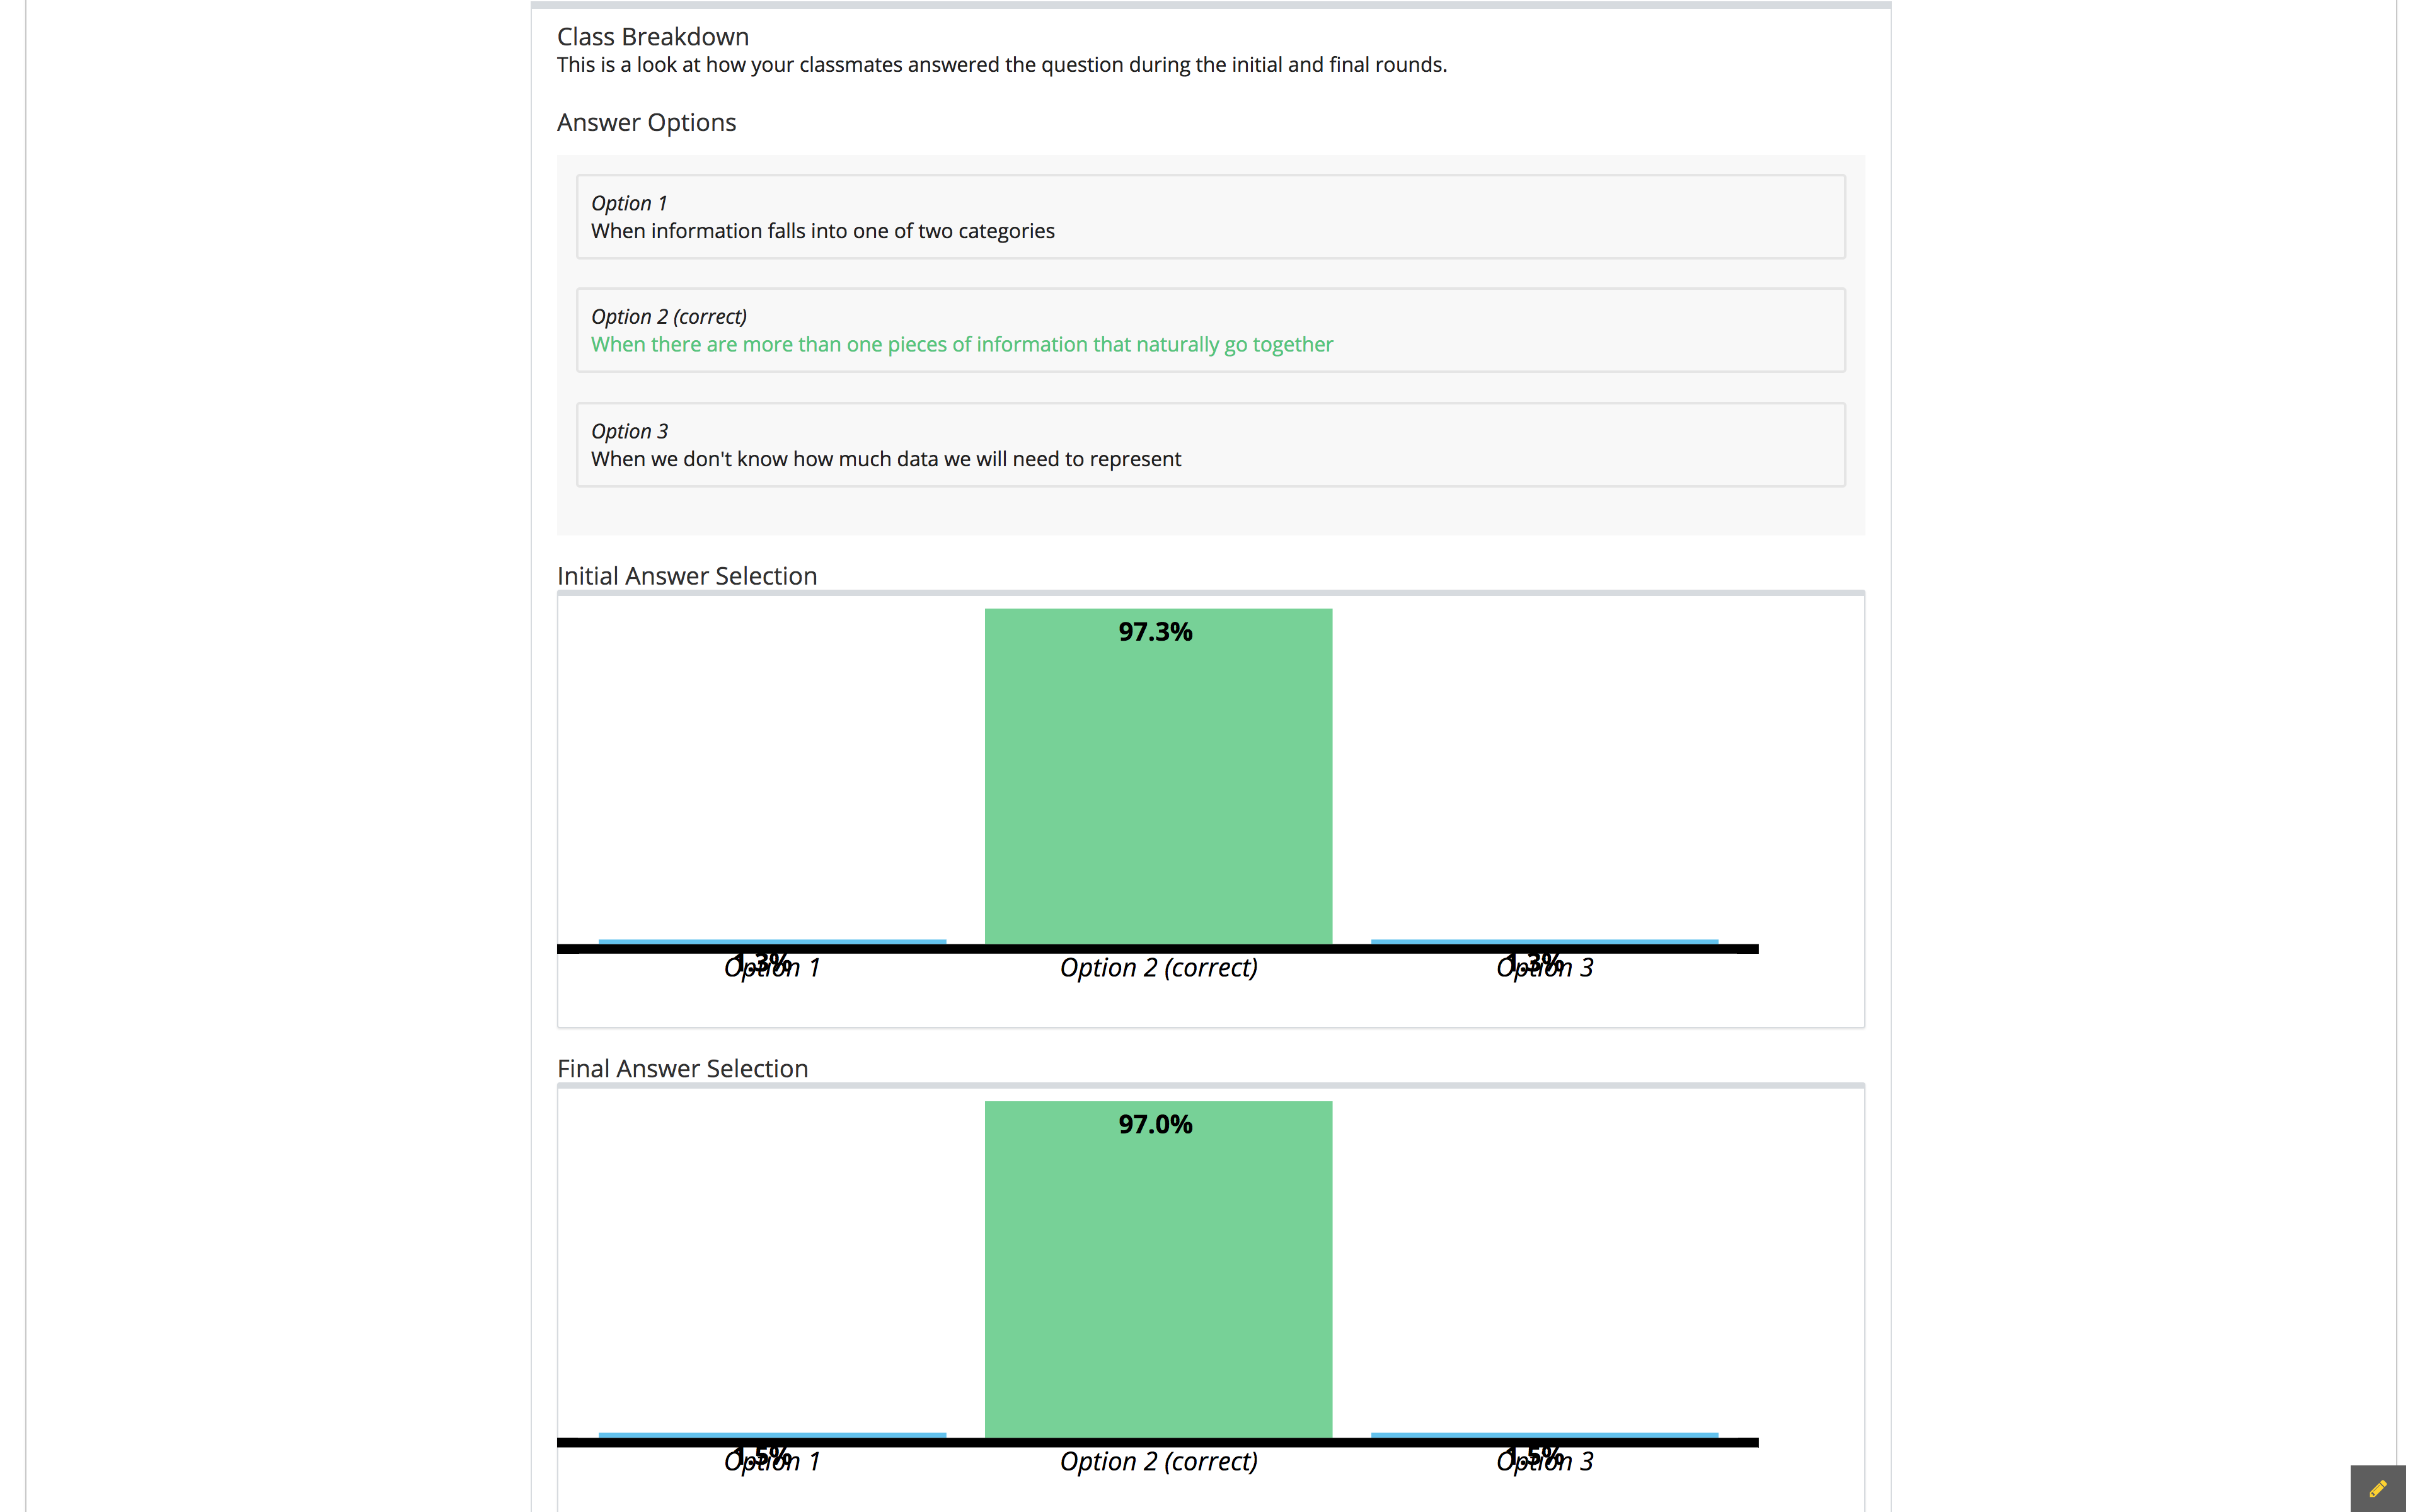 Class Breakdown
This is a look at how your classmates answered the question during the initial and final rounds.
Answer Options
Option 1
When information falls into one of two categories
Option 2 (correct)
When there are more than one pieces of information that naturally go together
Option 3
When we don't know how much data we will need to represent
Initial Answer Selection
97.3%
1.3%
1.3%
Option 1
Option 2 (correct)
Option 3
Final Answer Selection
97.0%
1.5%
1.5%
Option 1
Option 2 (correct)
Option 3